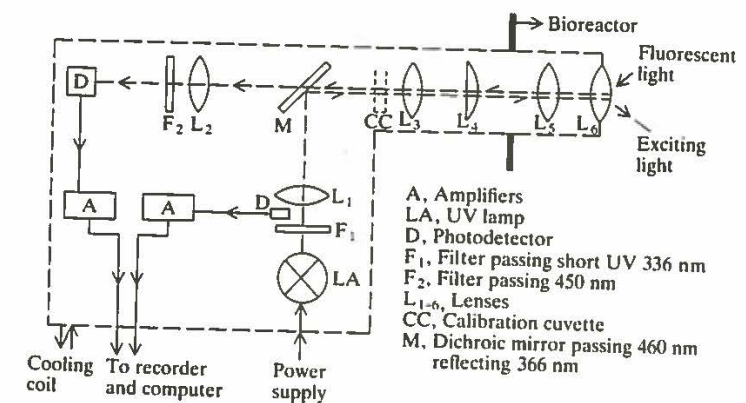 Bioreactor
Fluorescent
light
D
F₂ L₂
M
CC L₃
L₄
L₅
L₆
Exciting
light
A
A
D
L₁
F₁
LA
A, Amplifiers
LA, UV lamp
D, Photodetector
F₁, Filter passing short UV 336 nm
F₂, Filter passing 450 nm
L₁₋₆, Lenses
CC, Calibration cuvette
M, Dichroic mirror passing 460 nm
reflecting 366 nm
Cooling
coil
To recorder
and computer
Power
supply